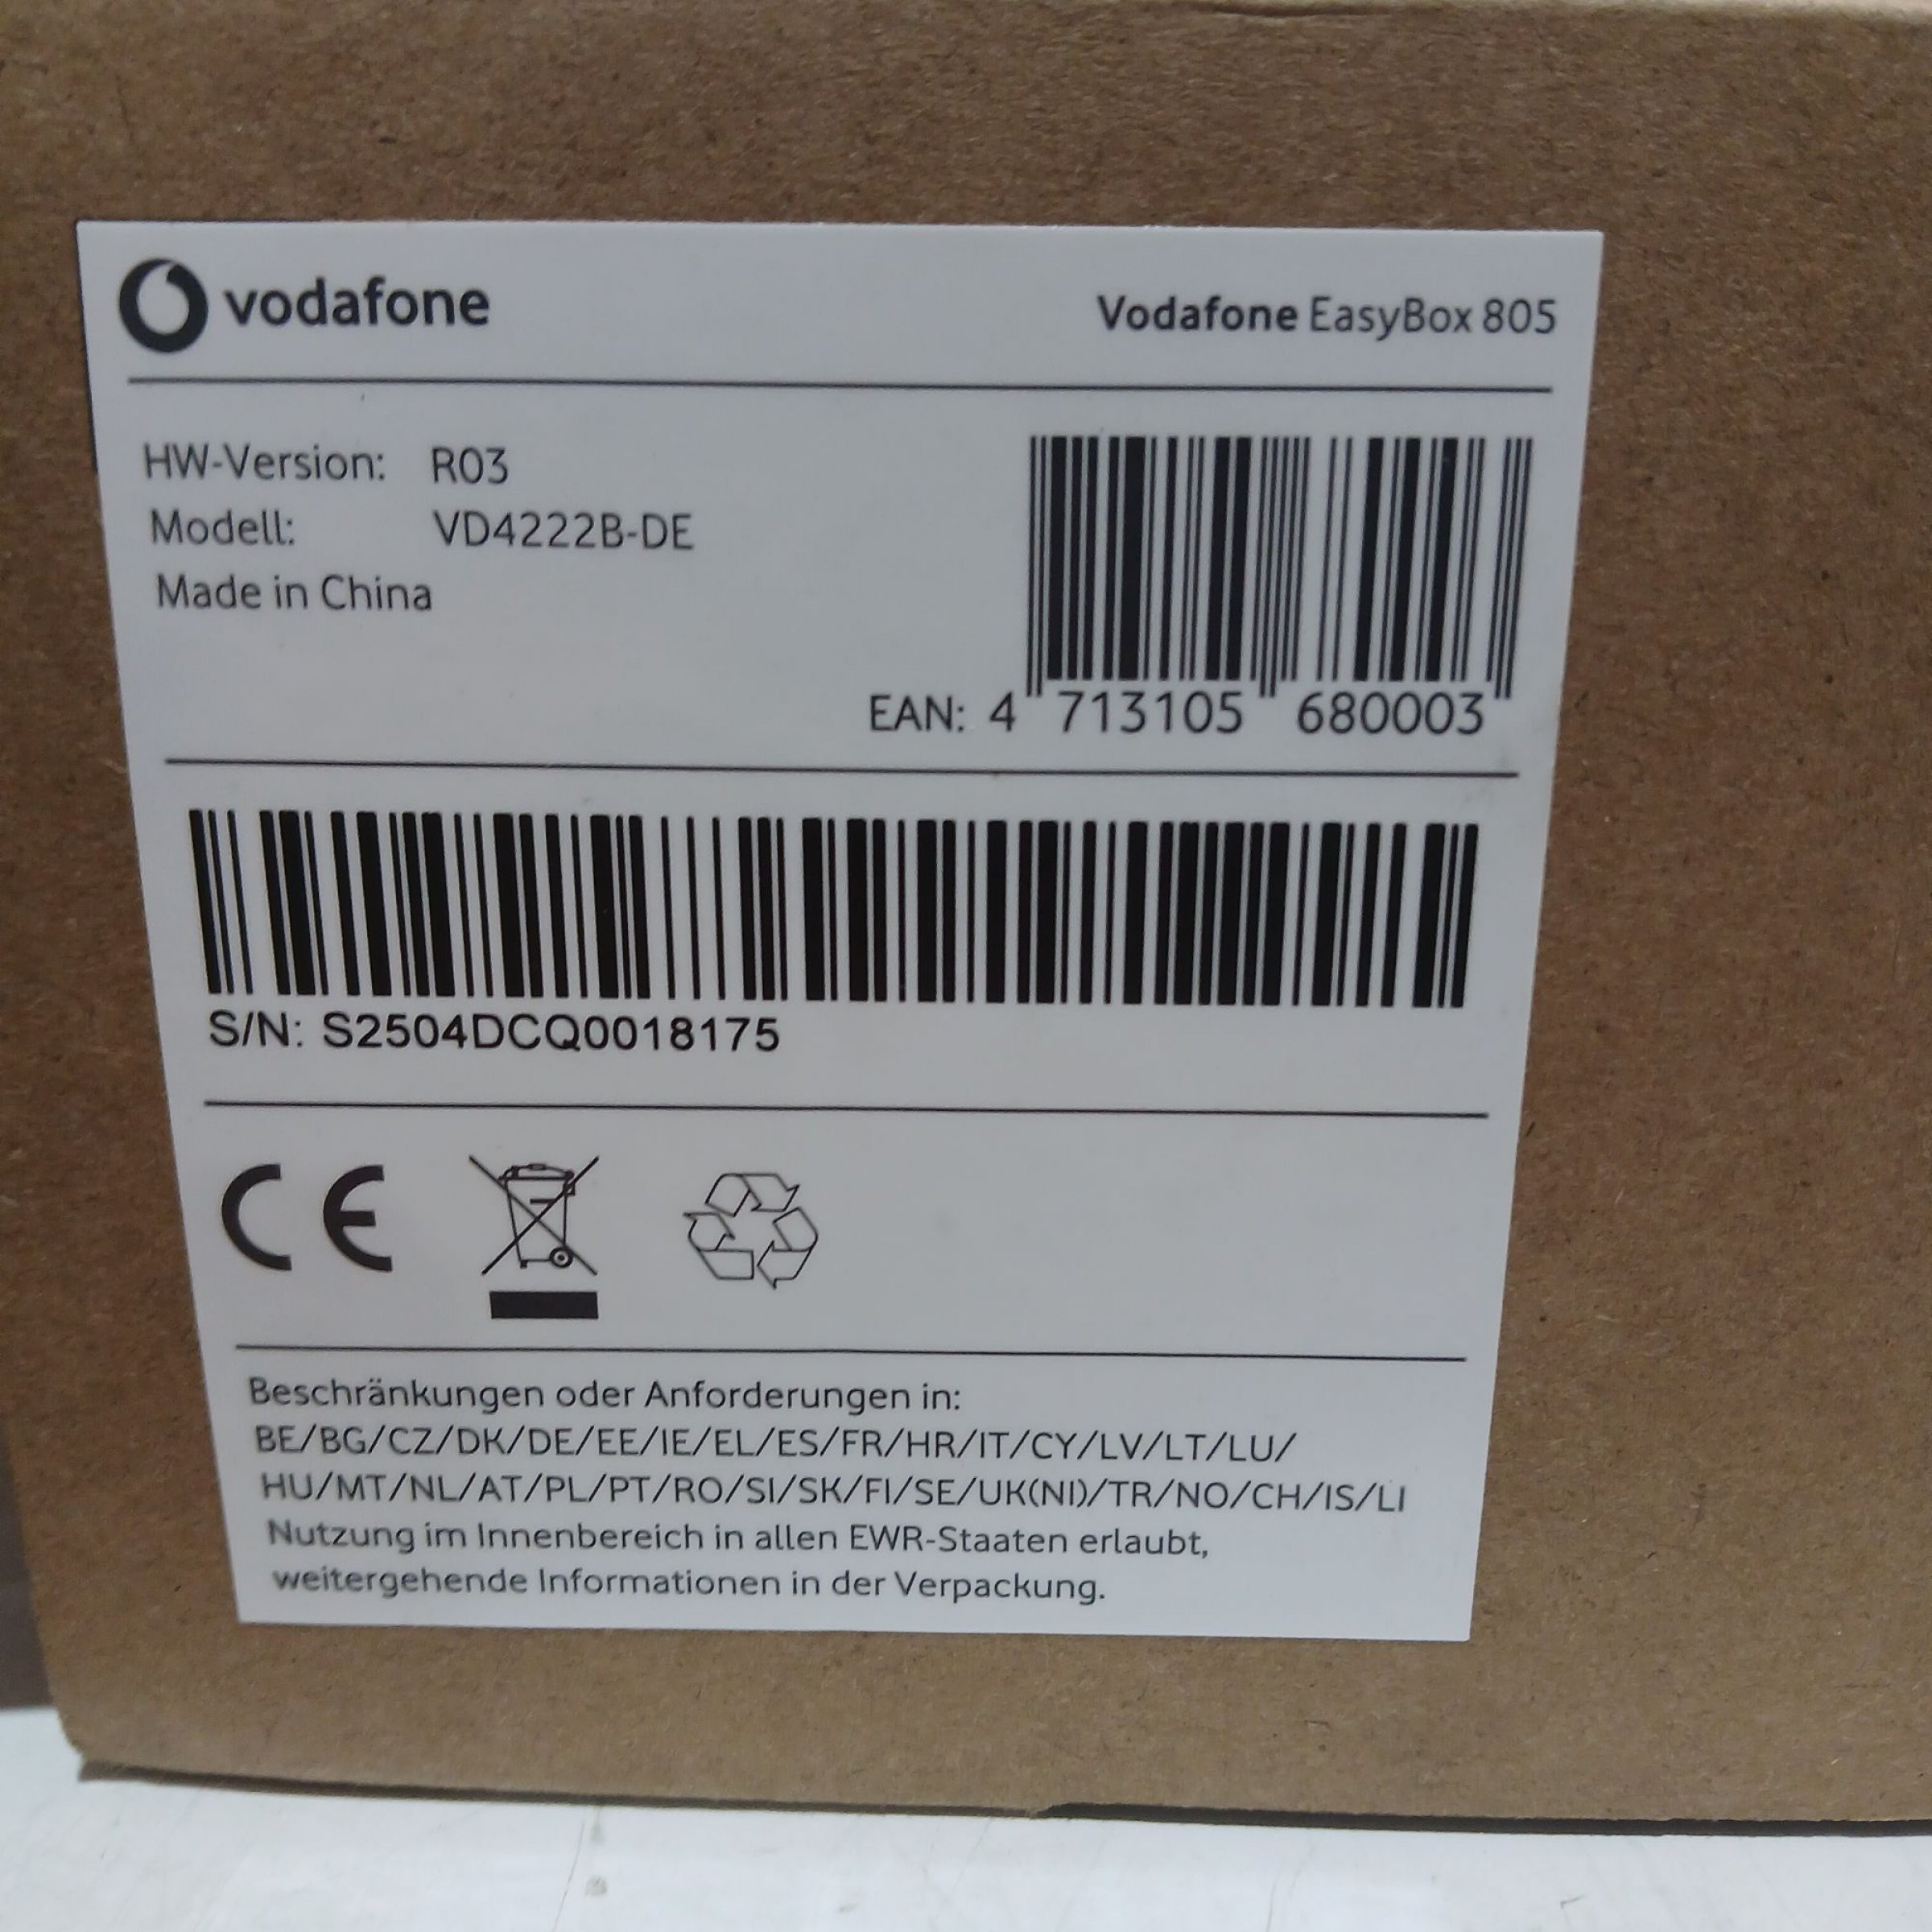 vodafone
Vodafone EasyBox 805
HW-Version: R03
Modell: VD4222B-DE
Made in China
EAN: 4 713105 680003
S/N: S2504DCQ0018175
CE
Beschränkungen oder Anforderungen in:
BE/BG/CZ/DK/DE/EE/IE/EL/ES/FR/HR/IT/CY/LV/LT/LU/
HU/MT/NL/AT/PL/PT/RO/SI/SK/FI/SE/UK(NI)/TR/NO/CH/IS/LI
Nutzung im Innenbereich in allen EWR-Staaten erlaubt,
weitergehende Informationen in der Verpackung.